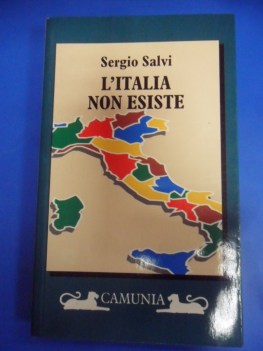 Sergio Salvi
L'ITALIA
NON ESISTE
CAMUNIA